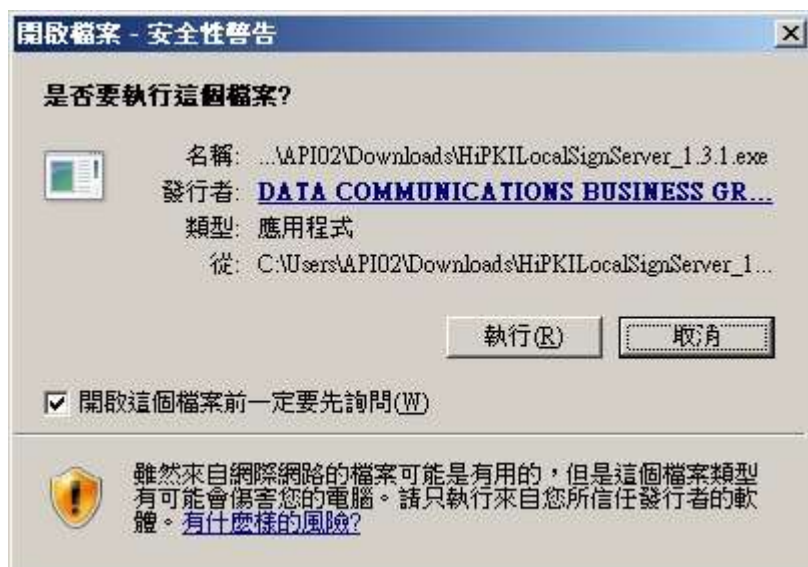 開啟檔案 - 安全性警告
是否要執行這個檔案?
名稱: ...\API02\Downloads\HiPKILocalSignServer_1.3.1.exe
發行者: DATA COMMUNICATIONS BUSINESS GR...
類型: 應用程式
從: C:\Users\API02\Downloads\HiPKILocalSignServer_1...
執行(R)
取消
開啟這個檔案前一定要先詢問(W)
雖然來自網際網路的檔案可能是有用的，但是這個檔案類型
有可能會傷害您的電腦。請只執行來自您所信任發行者的軟
體。有什麼樣的風險?